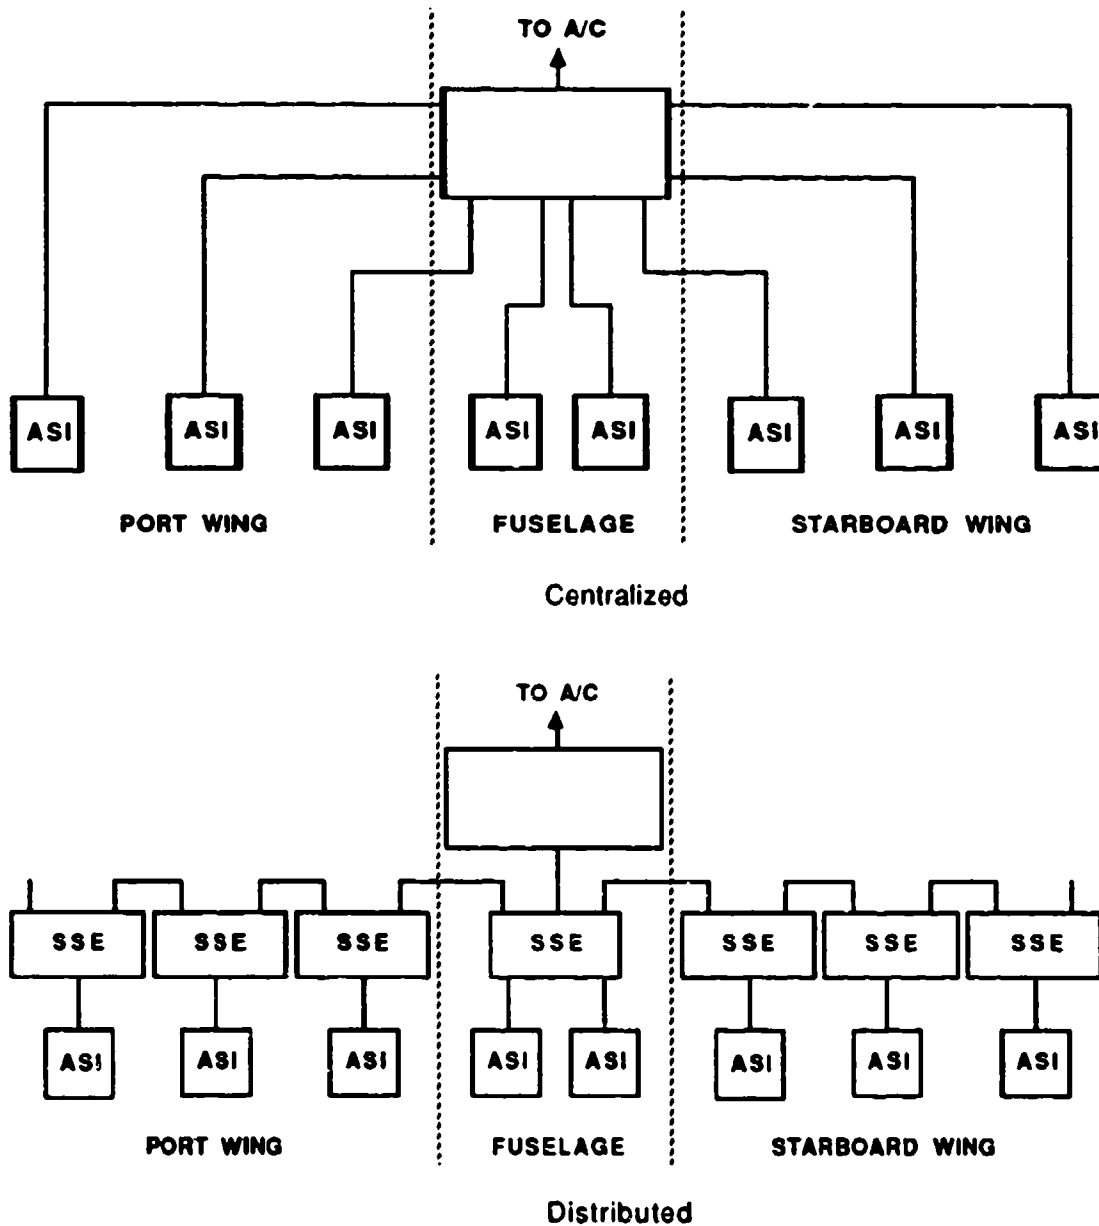 TO A/C
ASI ASI ASI ASI ASI ASI ASI ASI
PORT WING FUSELAGE STARBOARD WING
Centralized
TO A/C
SSE SSE SSE SSE SSE SSE SSE
ASI ASI ASI ASI ASI ASI ASI ASI
PORT WING FUSELAGE STARBOARD WING
Distributed